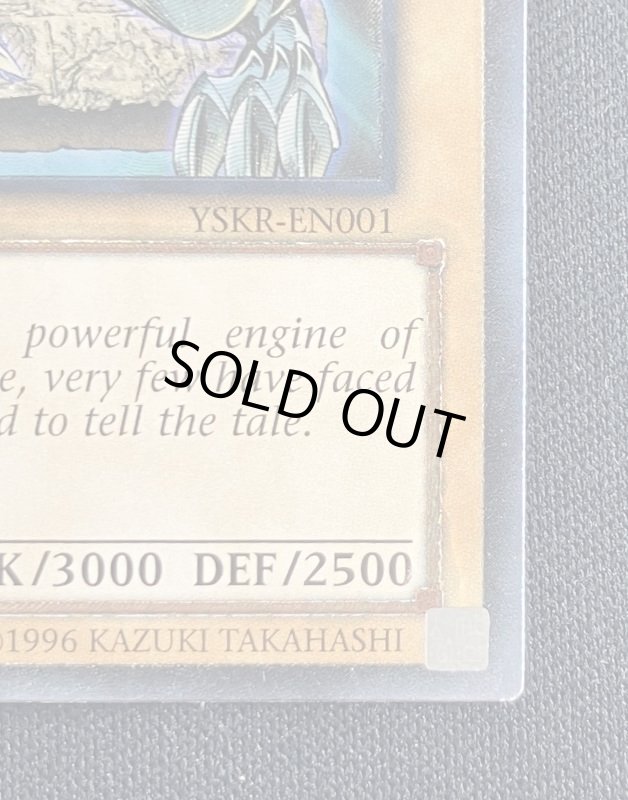 YSKR-EN001
powerful engine of
e, very few have faced
d to tell the tale.
SOLD OUT
K/3000 DEF/2500
©1996 KAZUKI TAKAHASHI